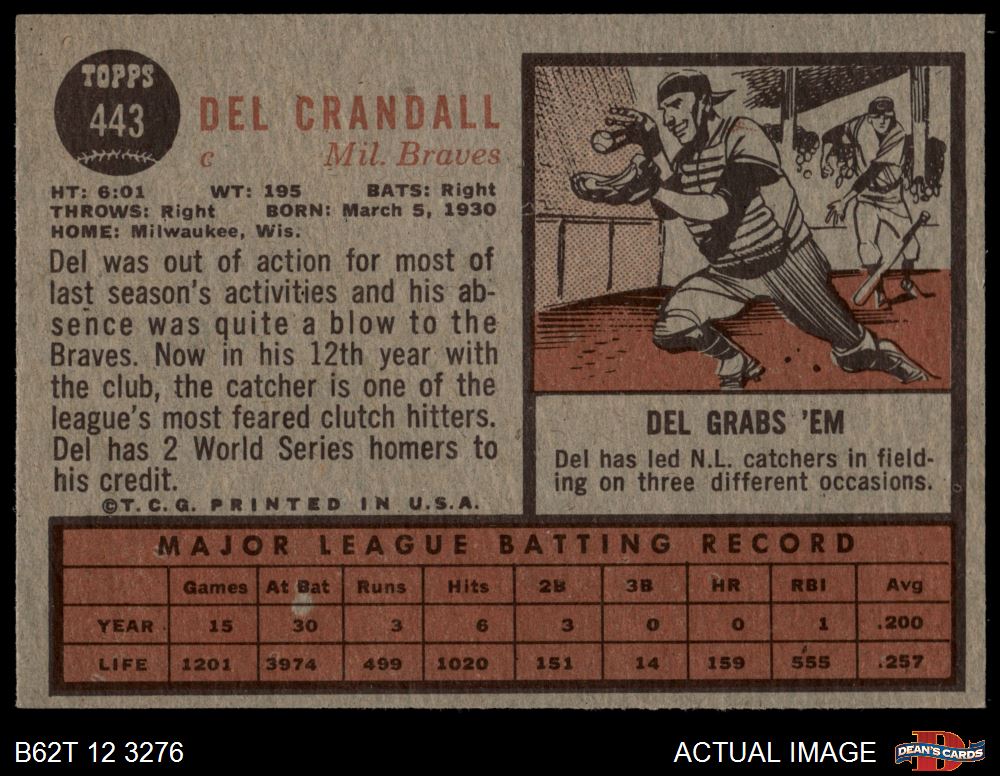 TOPPS
443
DEL CRANDALL
c Mil. Braves
HT: 6:01 WT: 195 BATS: Right
THROWS: Right BORN: March 5, 1930
HOME: Milwaukee, Wis.
Del was out of action for most of
last season's activities and his ab-
sence was quite a blow to the
Braves. Now in his 12th year with
the club, the catcher is one of the
league's most feared clutch hitters.
Del has 2 World Series homers to
his credit.
©T.C.G. PRINTED IN U.S.A.
DEL GRABS 'EM
Del has led N.L. catchers in field-
ing on three different occasions.
MAJOR LEAGUE BATTING RECORD
Games At Bat Runs Hits 2B 3B HR RBI Avg
YEAR 15 30 3 6 3 0 0 1 .200
LIFE 1201 3974 499 1020 151 14 159 555 .257
B62T 12 3276
ACTUAL IMAGE
D
DEAN'S CARDS